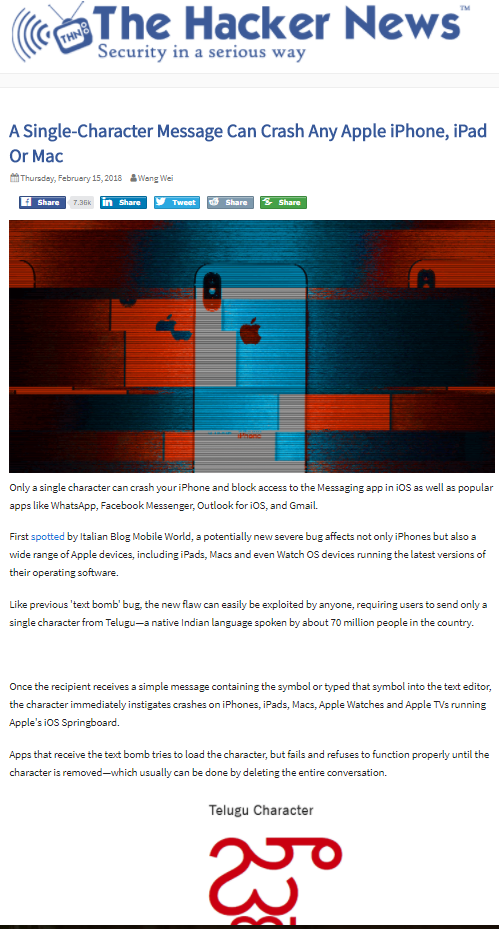 The Hacker News™
THN
Security in a serious way
A Single-Character Message Can Crash Any Apple iPhone, iPad
Or Mac
Thursday, February 15, 2018 Wang Wei
Share 7.36k Share Tweet Share Share
iPhone
Only a single character can crash your iPhone and block access to the Messaging app in iOS as well as popular
apps like WhatsApp, Facebook Messenger, Outlook for iOS, and Gmail.
First spotted by Italian Blog Mobile World, a potentially new severe bug affects not only iPhones but also a
wide range of Apple devices, including iPads, Macs and even Watch OS devices running the latest versions of
their operating software.
Like previous 'text bomb' bug, the new flaw can easily be exploited by anyone, requiring users to send only a
single character from Telugu—a native Indian language spoken by about 70 million people in the country.
Once the recipient receives a simple message containing the symbol or typed that symbol into the text editor,
the character immediately instigates crashes on iPhones, iPads, Macs, Apple Watches and Apple TVs running
Apple's iOS Springboard.
Apps that receive the text bomb tries to load the character, but fails and refuses to function properly until the
character is removed—which usually can be done by deleting the entire conversation.
Telugu Character